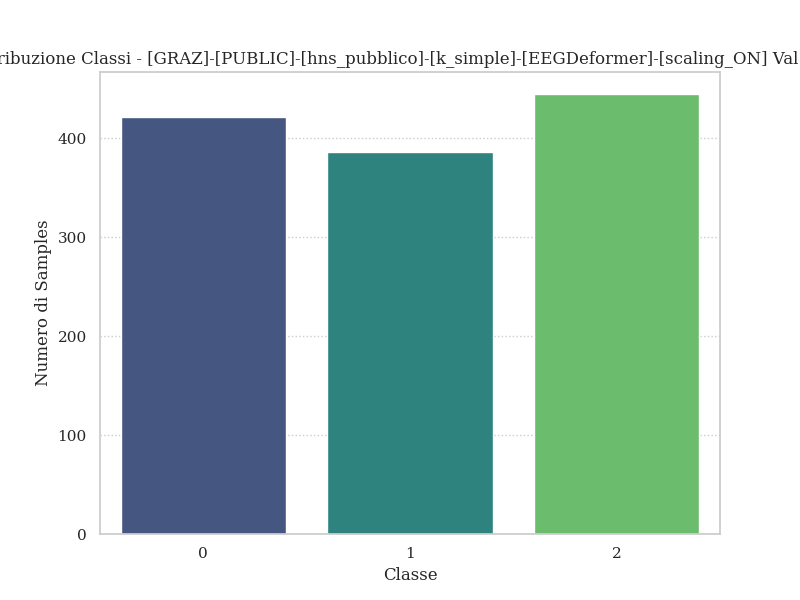 ribuzione Classi - [GRAZ]-[PUBLIC]-[hns_pubblico]-[k_simple]-[EEGDeformer]-[scaling_ON] Val
400
300
200
100
0
Numero di Samples
0 1 2
Classe